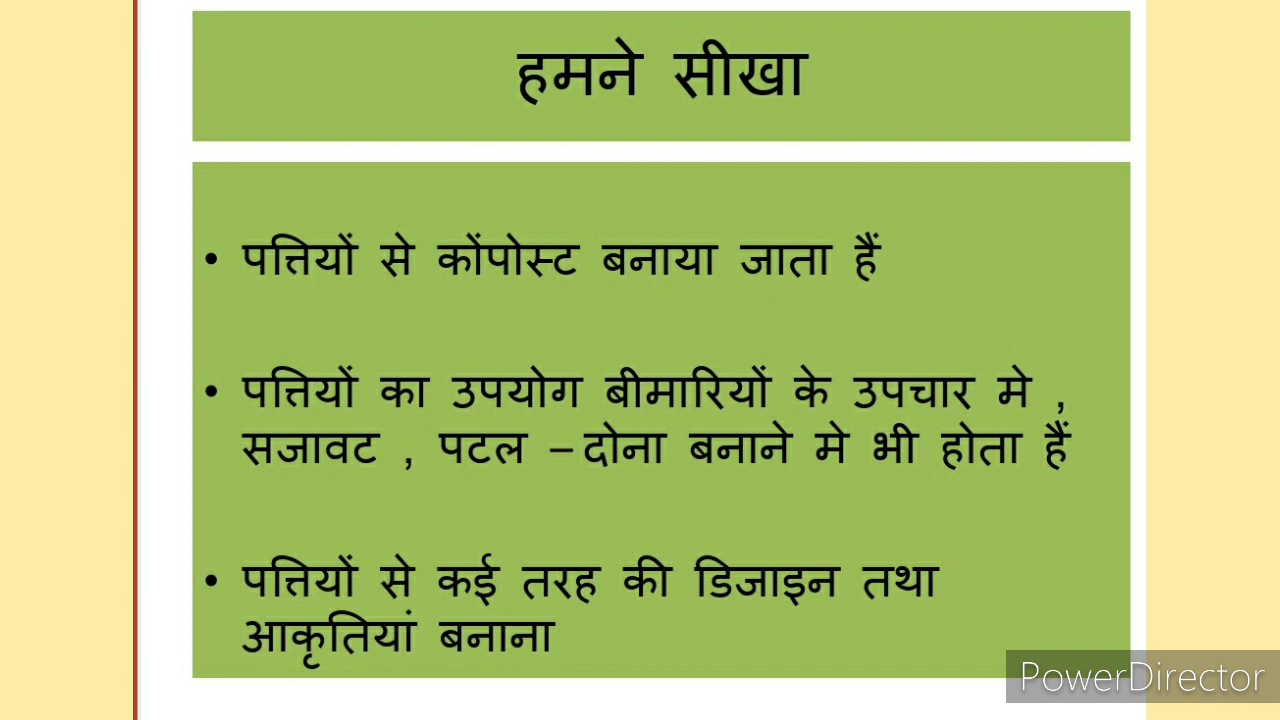 हमने सीखा
• पत्तियों से कोंपोस्ट बनाया जाता हैं
• पत्तियों का उपयोग बीमारियों के उपचार मे ,
सजावट , पटल – दोना बनाने मे भी होता हैं
• पत्तियों से कई तरह की डिजाइन तथा
आकृतियां बनाना
PowerDirector